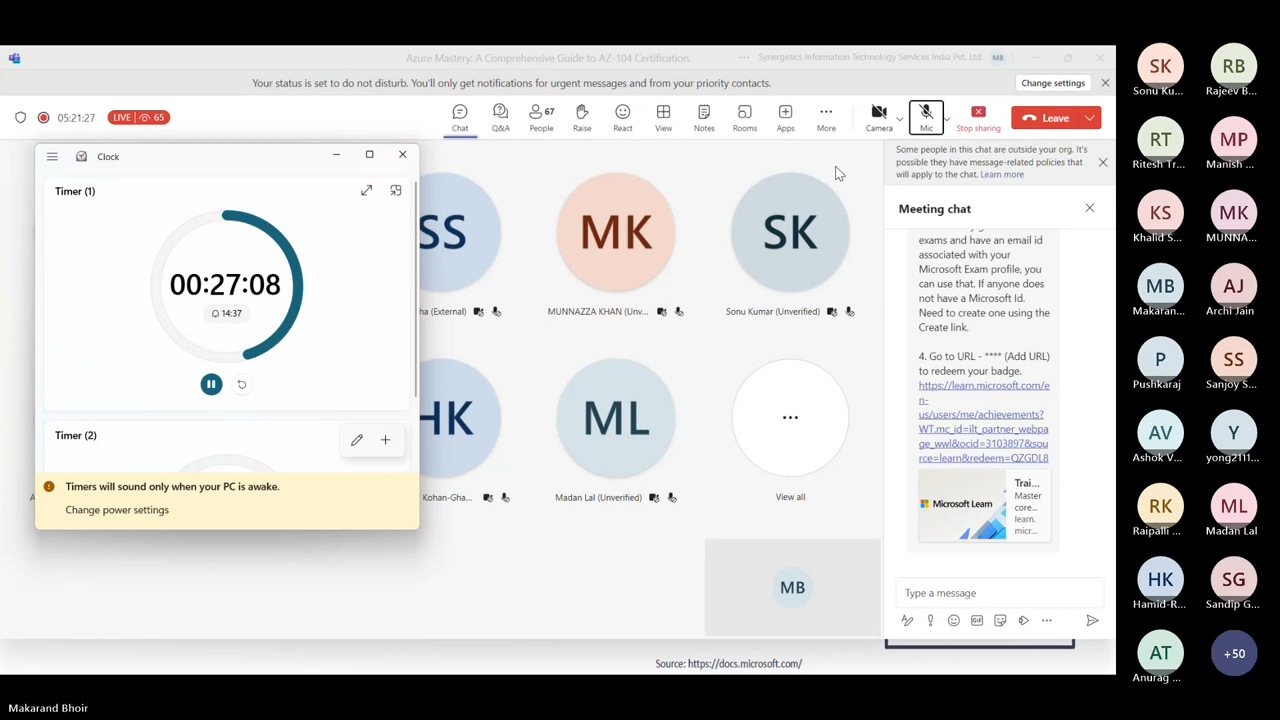 Azure Mastery: A Comprehensive Guide to AZ-104 Certification.
Synergetics Information Technology Services India Pvt. Ltd.
MB
Your status is set to do not disturb. You'll only get notifications for urgent messages and from your priority contacts.
Change settings
05:21:27
LIVE
65
Chat
Q&A
67
People
Raise
React
View
Notes
Rooms
Apps
More
Camera
Mic
Stop sharing
Leave
Clock
Timer (1)
00:27:08
14:37
Timer (2)
Timers will sound only when your PC is awake.
Change power settings
SS
ha (External)
MK
MUNNAZZA KHAN (Unv...
SK
Sonu Kumar (Unverified)
HK
Kohan-Gha...
ML
Madan Lal (Unverified)
...
View all
MB
Some people in this chat are outside your org. It's
possible they have message-related policies that
will apply to the chat. Learn more
Meeting chat
exams and have an email id
associated with your
Microsoft Exam profile, you
can use that. If anyone does
not have a Microsoft Id.
Need to create one using the
Create link.
4. Go to URL - **** (Add URL)
to redeem your badge.
https://learn.microsoft.com/e
n-
us/users/me/achievements?
WT.mc_id=ilt_partner_webpa
ge_wwl&ocid=3103897&sou
rce=learn&redeem=QZGDL8
Microsoft Learn
Trai...
Master
core...
learn.
micr...
Type a message
GIF
Source: https://docs.microsoft.com/
SK
Sonu Ku...
RB
Rajeev B...
RT
Ritesh Tr...
MP
Manish ...
KS
Khalid S...
MK
MUNNA...
MB
Makaran...
AJ
Archi Jain
P
Pushkaraj
SS
Sanjoy S...
AV
Ashok V...
Y
yong2111...
RK
Raipalli ...
ML
Madan Lal
HK
Hamid-R...
SG
Sandip G...
AT
Anurag ...
+50
Makarand Bhoir